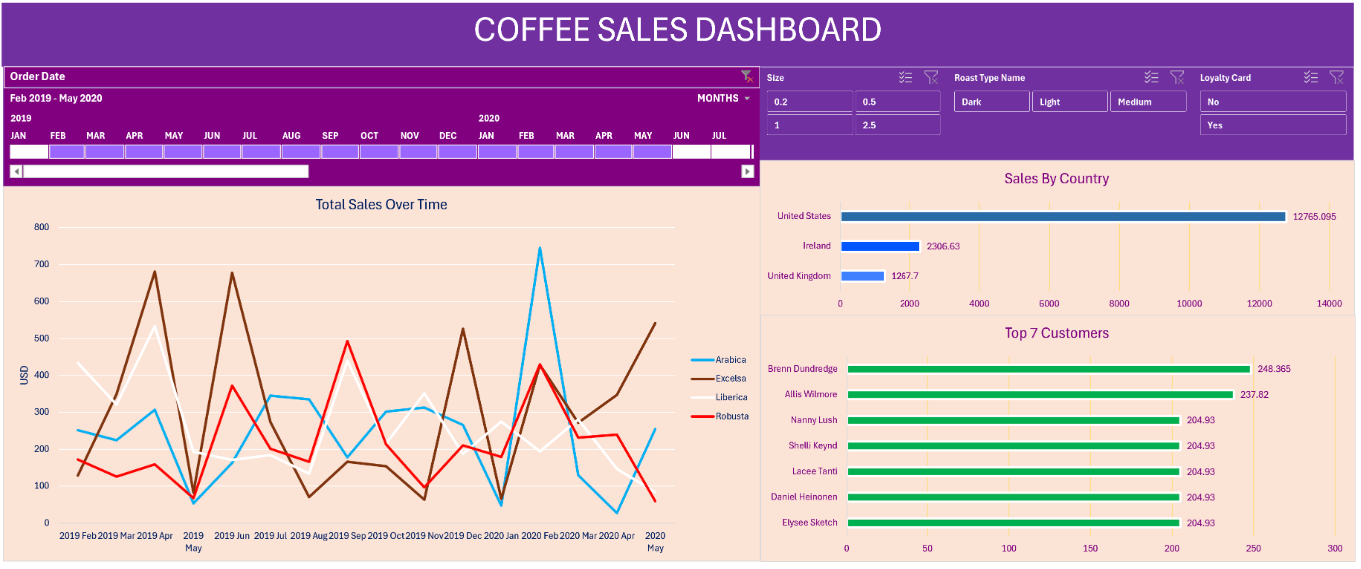 COFFEE SALES DASHBOARD
Order Date
Feb 2019 - May 2020
MONTHS
2019 2020
JAN FEB MAR APR MAY JUN JUL AUG SEP OCT NOV DEC JAN FEB MAR APR MAY JUN JUL
Size
0.2 0.5
1 2.5
Roast Type Name
Dark Light Medium
Loyalty Card
No
Yes
Total Sales Over Time
USD
800
700
600
500
400
300
200
100
0
2019 Feb 2019 Mar 2019 Apr 2019 May 2019 Jun 2019 Jul 2019 Aug 2019 Sep 2019 Oct 2019 Nov 2019 Dec 2020 Jan 2020 Feb 2020 Mar 2020 Apr 2020 May
Arabica
Excelsa
Liberica
Robusta
Sales By Country
United States 12765.095
Ireland 2306.63
United Kingdom 1267.7
0 2000 4000 6000 8000 10000 12000 14000
Top 7 Customers
Brenn Dundredge 248.365
Allis Wilmore 237.82
Nanny Lush 204.93
Shelli Keynd 204.93
Lacee Tanti 204.93
Daniel Heinonen 204.93
Elysee Sketch 204.93
0 50 100 150 200 250 300